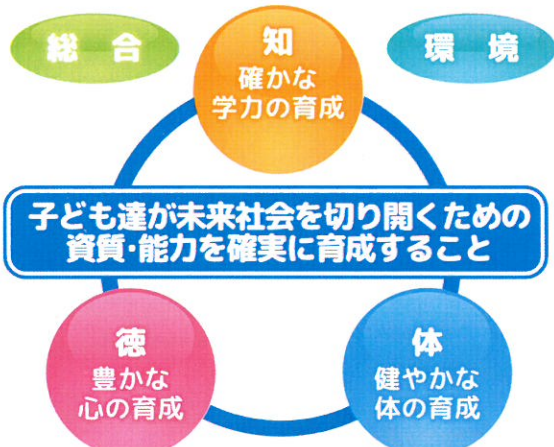 総 合
知
確かな
学力の育成
環 境
子ども達が未来社会を切り開くための
資質・能力を確実に育成すること
徳
豊かな
心の育成
体
健やかな
体の育成